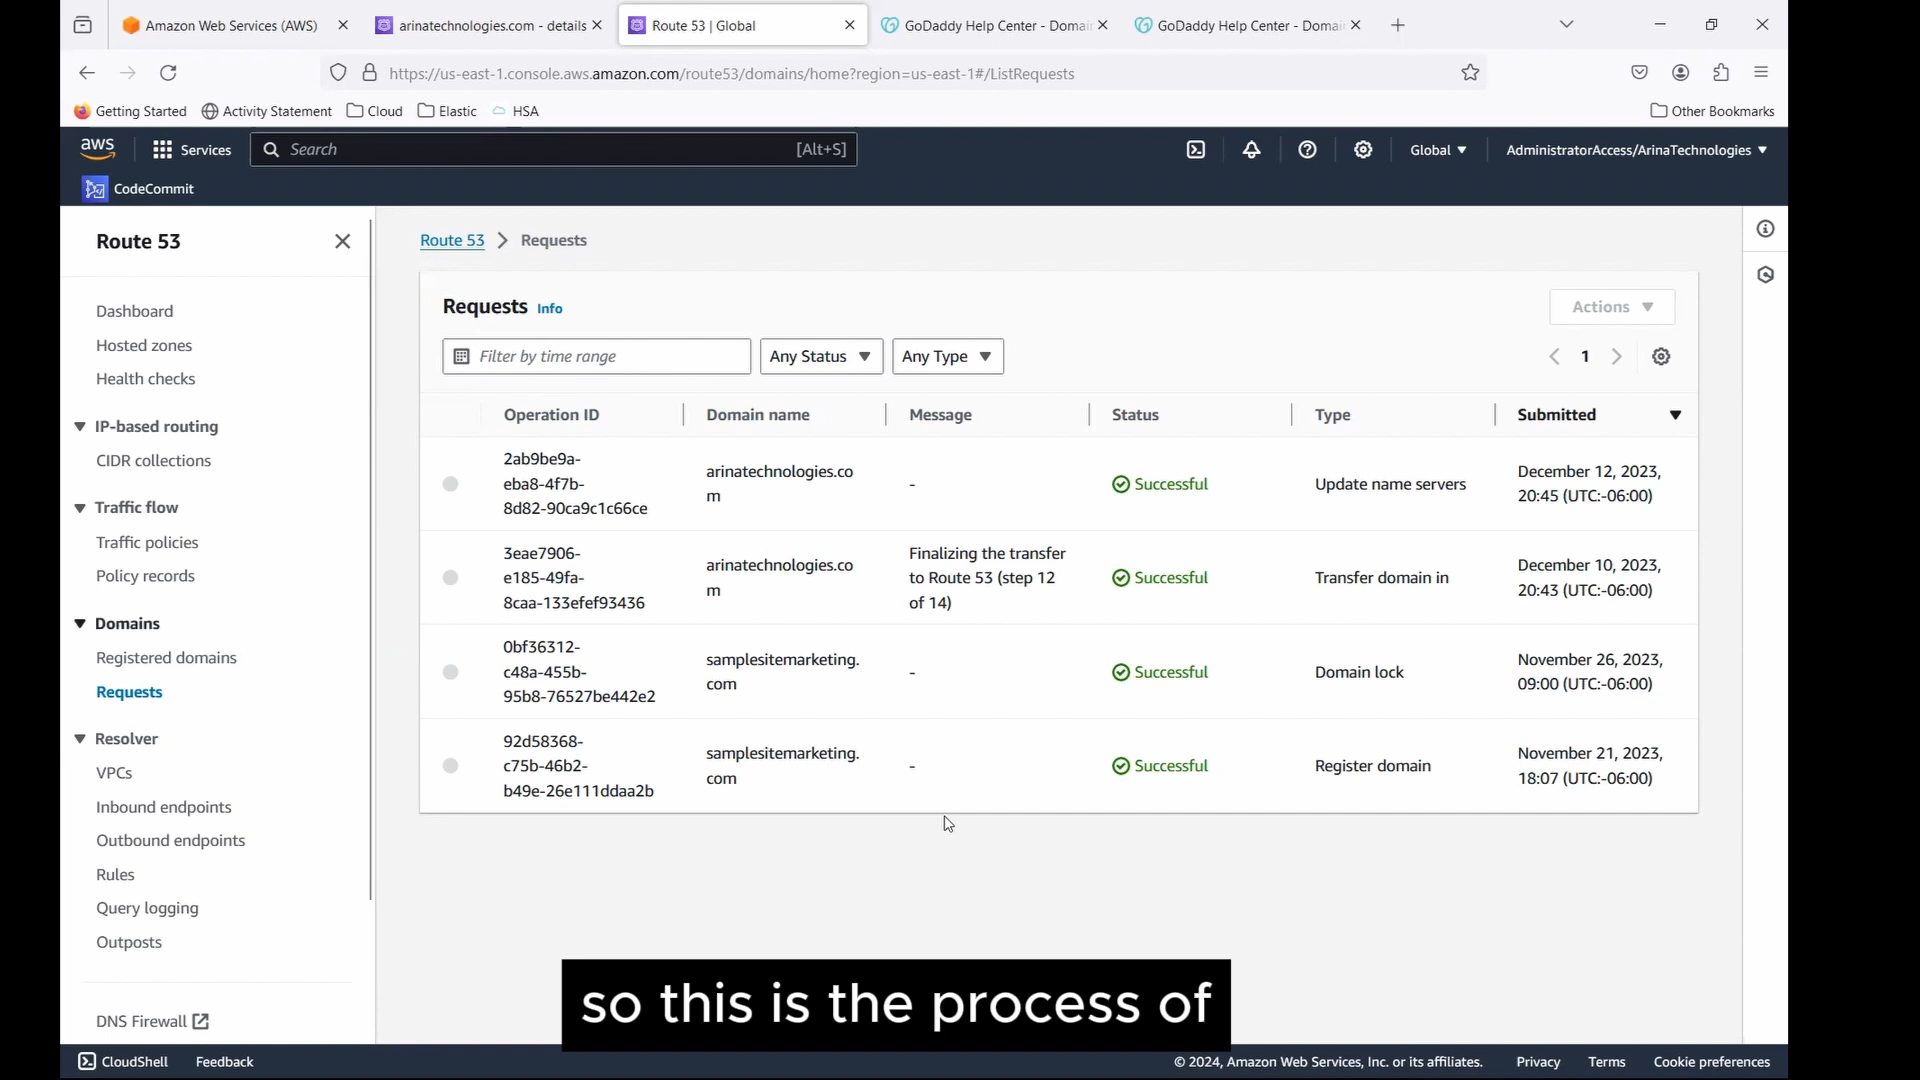 Amazon Web Services (AWS)
arinatechnologies.com - details
Route 53 | Global
GoDaddy Help Center - Domai
GoDaddy Help Center - Domai
https://us-east-1.console.aws.amazon.com/route53/domains/home?region=us-east-1#/ListRequests
Getting Started
Activity Statement
Cloud
Elastic
HSA
Other Bookmarks
aws
Services
Search
[Alt+S]
Global
AdministratorAccess/ArinaTechnologies
CodeCommit
Route 53
Dashboard
Hosted zones
Health checks
IP-based routing
CIDR collections
Traffic flow
Traffic policies
Policy records
Domains
Registered domains
Requests
Resolver
VPCs
Inbound endpoints
Outbound endpoints
Rules
Query logging
Outposts
DNS Firewall
Route 53 > Requests
Requests Info
Actions
Filter by time range
Any Status
Any Type
1
Operation ID
Domain name
Message
Status
Type
Submitted
2ab9be9a-
eba8-4f7b-
8d82-90ca9c1c66ce
arinatechnologies.co
m
-
Successful
Update name servers
December 12, 2023,
20:45 (UTC:-06:00)
3eae7906-
e185-49fa-
8caa-133efef93436
arinatechnologies.co
m
Finalizing the transfer
to Route 53 (step 12
of 14)
Successful
Transfer domain in
December 10, 2023,
20:43 (UTC:-06:00)
0bf36312-
c48a-455b-
95b8-76527be442e2
samplesitemarketing.
com
-
Successful
Domain lock
November 26, 2023,
09:00 (UTC:-06:00)
92d58368-
c75b-46b2-
b49e-26e111ddaa2b
samplesitemarketing.
com
-
Successful
Register domain
November 21, 2023,
18:07 (UTC:-06:00)
so this is the process of
CloudShell
Feedback
© 2024, Amazon Web Services, Inc. or its affiliates.
Privacy
Terms
Cookie preferences